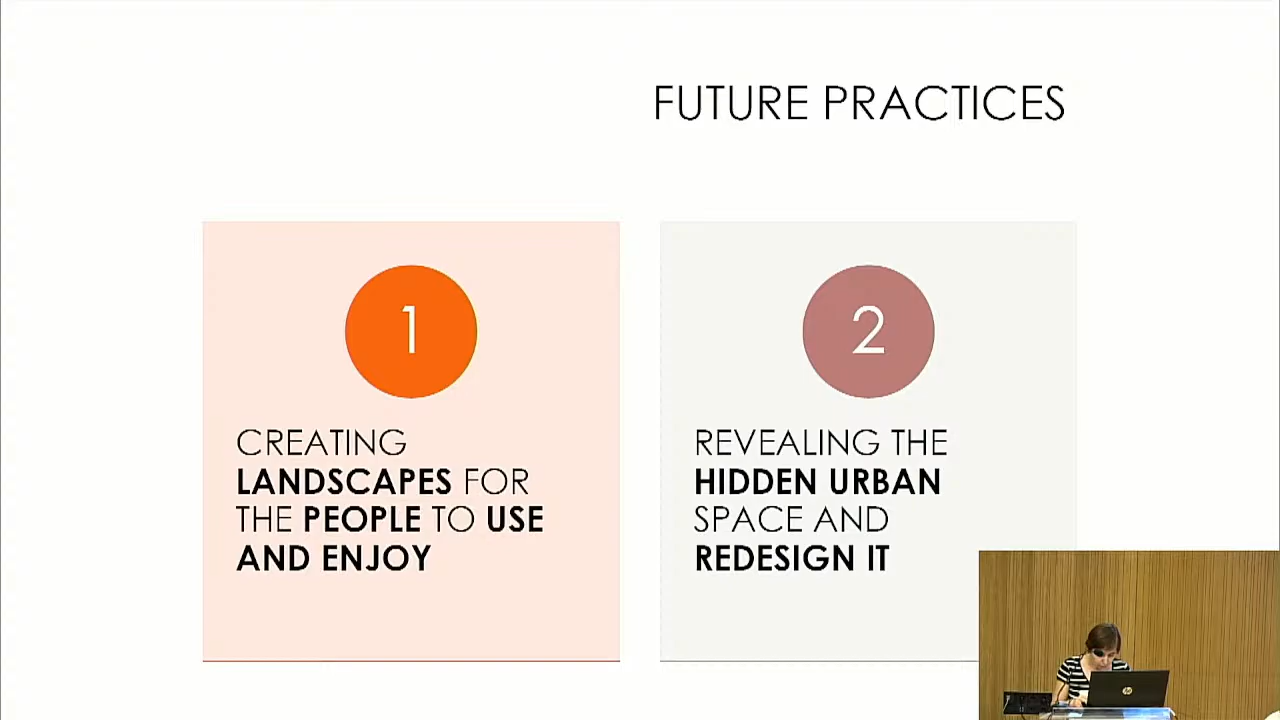 FUTURE PRACTICES
1
CREATING
LANDSCAPES FOR
THE PEOPLE TO USE
AND ENJOY
2
REVEALING THE
HIDDEN URBAN
SPACE AND
REDESIGN IT
hp